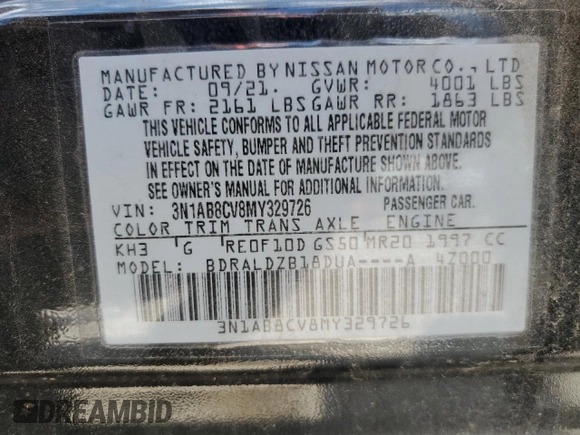 MANUFACTURED BY NISSAN MOTOR CO., LTD
DATE: 09/21. GVWR: 4001 LBS
GAWR FR: 2161 LBS GAWR RR: 1863 LBS
THIS VEHICLE CONFORMS TO ALL APPLICABLE FEDERAL MOTOR
VEHICLE SAFETY, BUMPER AND THEFT PREVENTION STANDARDS
IN EFFECT ON THE DATE OF MANUFACTURE SHOWN ABOVE.
SEE OWNER'S MANUAL FOR ADDITIONAL INFORMATION.
VIN: 3N1AB8CV8MY329726 PASSENGER CAR.
COLOR TRIM TRANS AXLE ENGINE
KH3 G RE0F10D GS50 MR20 1997 CC
MODEL: BDRALDZB18DUA----A 4Z000
3N1AB8CV8MY329726
DREAMBID